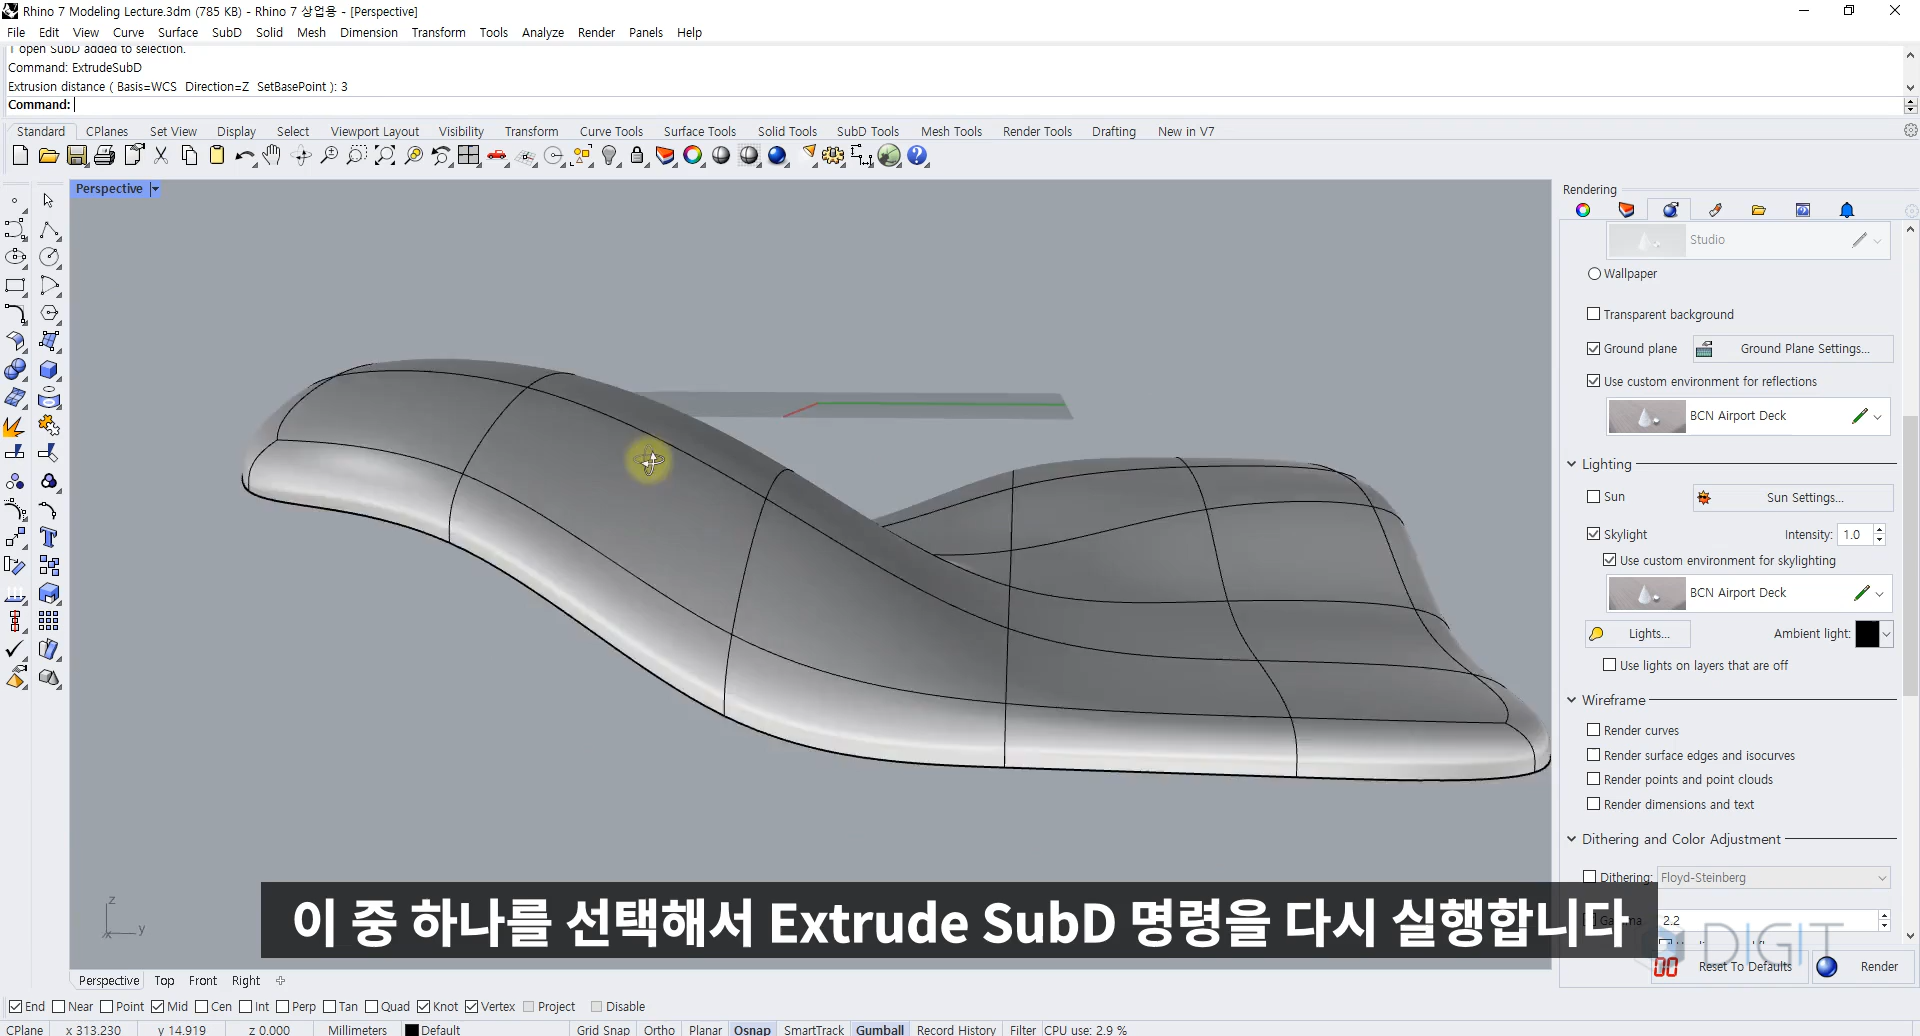 Rhino 7 Modeling Lecture.3dm (785 KB) - Rhino 7 상업용 - [Perspective]
File Edit View Curve Surface SubD Solid Mesh Dimension Transform Tools Analyze Render Panels Help
1 open SubD added to selection.
Command: ExtrudeSubD
Extrusion distance ( Basis=WCS Direction=Z SetBasePoint ): 3
Command:
Standard CPlanes Set View Display Select Viewport Layout Visibility Transform Curve Tools Surface Tools Solid Tools SubD Tools Mesh Tools Render Tools Drafting New in V7
Perspective
Rendering
Studio
Wallpaper
Transparent background
Ground plane Ground Plane Settings...
Use custom environment for reflections
BCN Airport Deck
Lighting
Sun Sun Settings...
Skylight Intensity: 1.0
Use custom environment for skylighting
BCN Airport Deck
Lights... Ambient light:
Use lights on layers that are off
Wireframe
Render curves
Render surface edges and isocurves
Render points and point clouds
Render dimensions and text
Dithering and Color Adjustment
Dithering: Floyd-Steinberg
2.2
이 중 하나를 선택해서 Extrude SubD 명령을 다시 실행합니다
DIGIT
Reset To Defaults Render
z
y
x
Perspective Top Front Right
End Near Point Mid Cen Int Perp Tan Quad Knot Vertex Project Disable
CPlane x 313.230 y 14.919 z 0.000 Millimeters Default Grid Snap Ortho Planar Osnap SmartTrack Gumball Record History Filter CPU use: 2.9 %